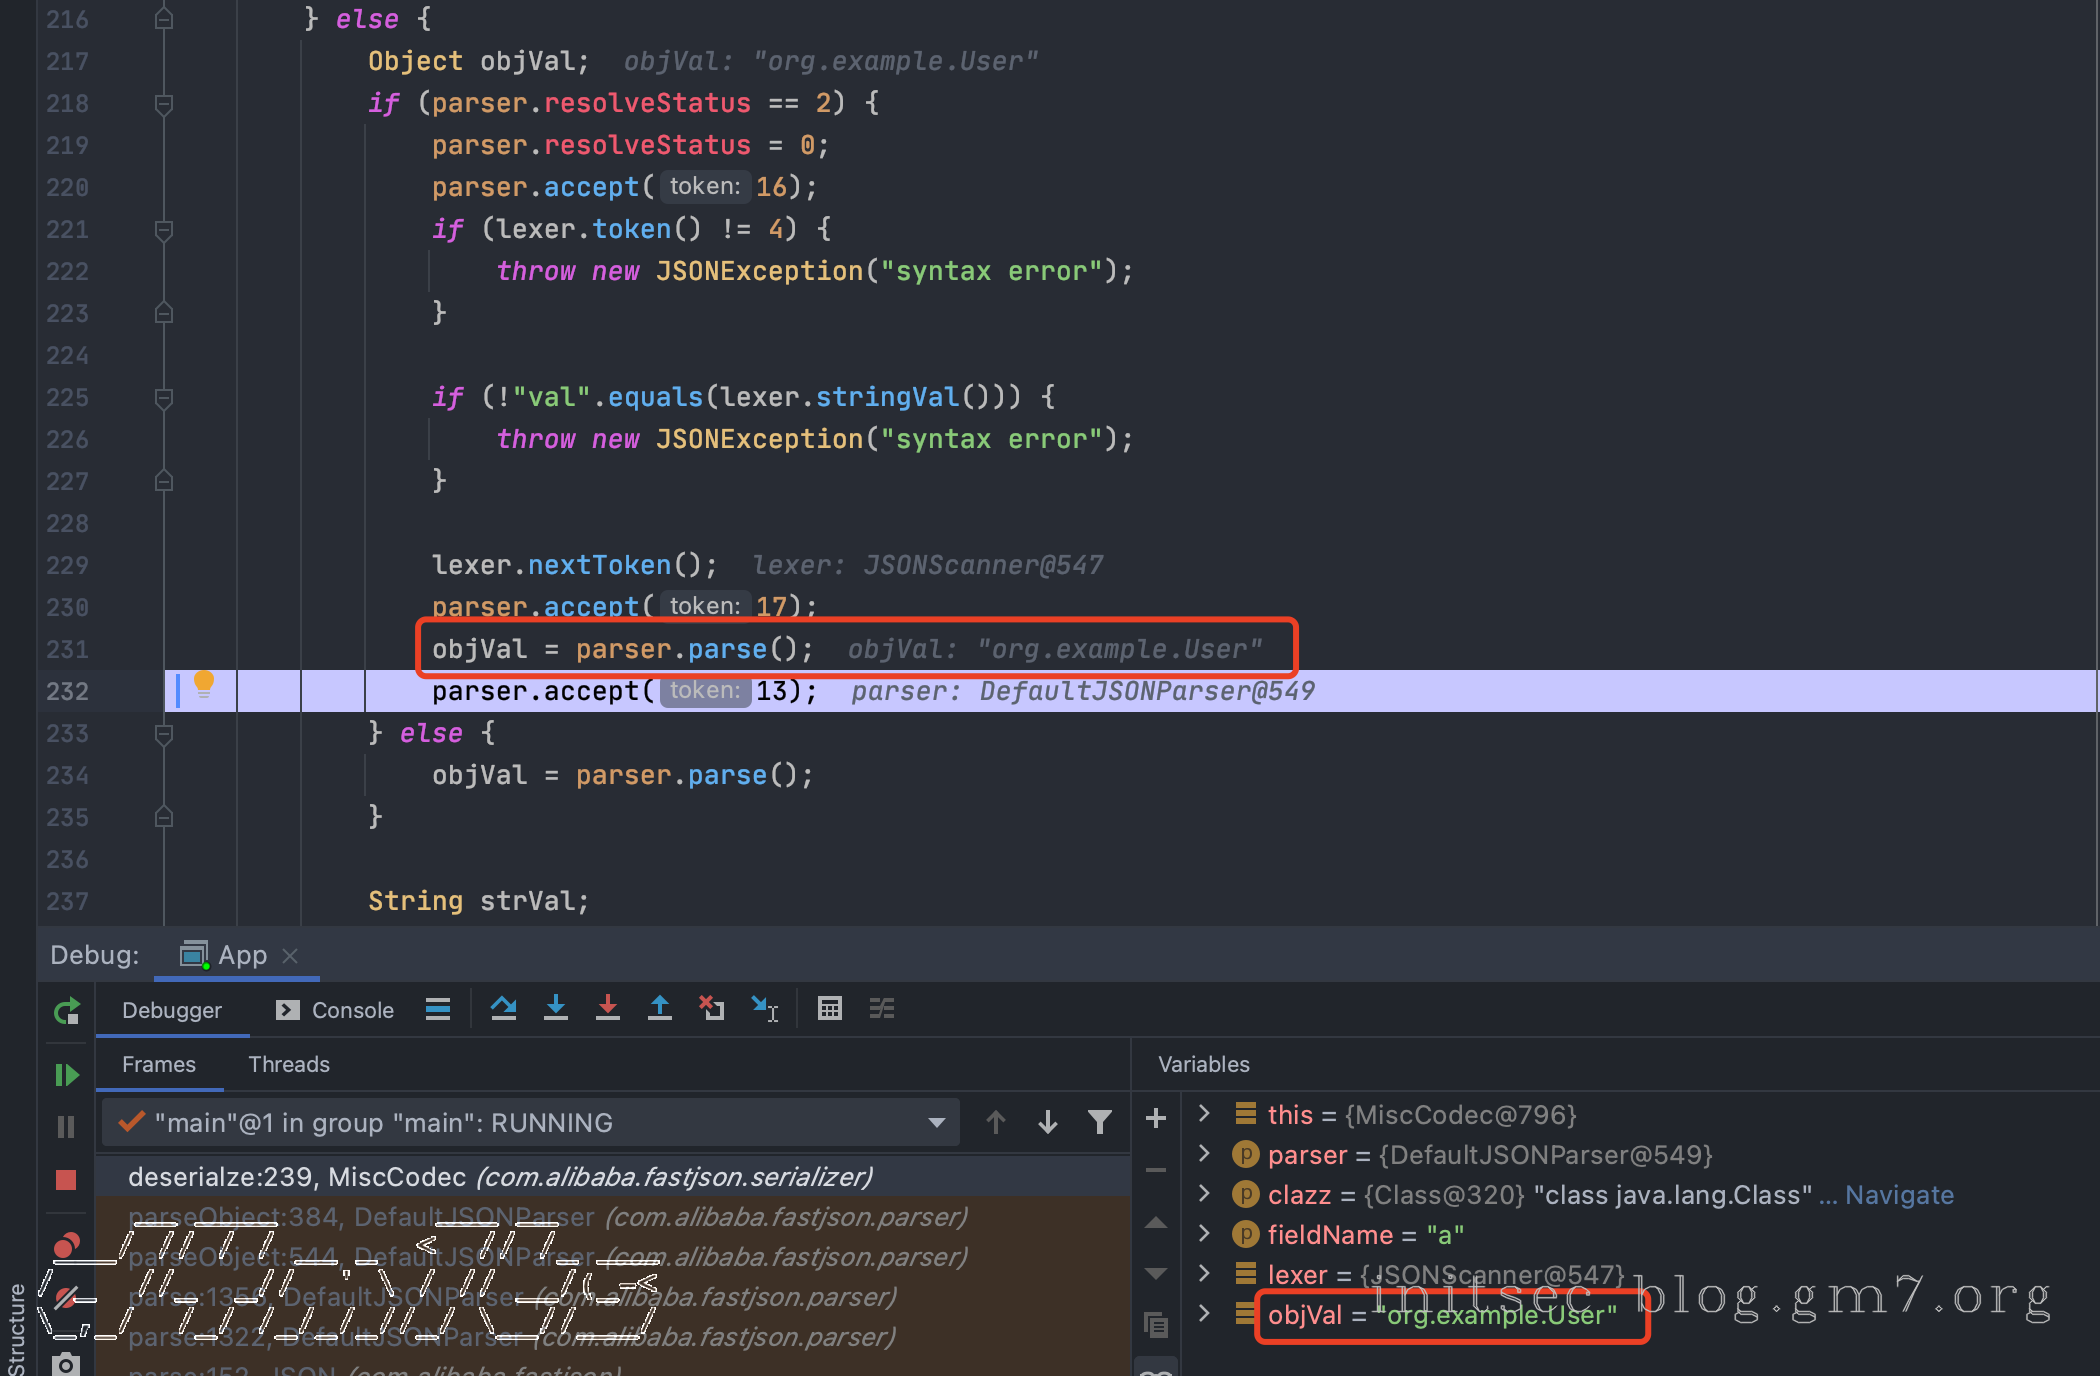 216 } else {
217 Object objVal; objVal: "org.example.User"
218 if (parser.resolveStatus == 2) {
219 parser.resolveStatus = 0;
220 parser.accept( token: 16);
221 if (lexer.token() != 4) {
222 throw new JSONException("syntax error");
223 }
224
225 if (!"val".equals(lexer.stringVal())) {
226 throw new JSONException("syntax error");
227 }
228
229 lexer.nextToken(); lexer: JSONScanner@547
230 parser.accept( token: 17);
231 objVal = parser.parse(); objVal: "org.example.User"
232 parser.accept( token: 13); parser: DefaultJSONParser@549
233 } else {
234 objVal = parser.parse();
235 }
236
237 String strVal;
Debug: App
Debugger Console
Frames Threads
"main"@1 in group "main": RUNNING
deserialze:239, MiscCodec (com.alibaba.fastjson.serializer)
parseObject:384, DefaultJSONParser (com.alibaba.fastjson.parser)
parseObject:544, DefaultJSONParser (com.alibaba.fastjson.parser)
parse:1356, DefaultJSONParser (com.alibaba.fastjson.parser)
parse:1322, DefaultJSONParser (com.alibaba.fastjson.parser)
parse:152, JSON (com.alibaba.fastjson)
Variables
this = {MiscCodec@796}
parser = {DefaultJSONParser@549}
clazz = {Class@320} "class java.lang.Class" ... Navigate
fieldName = "a"
lexer = {JSONScanner@547}
objVal = "org.example.User"
initsec blog.gm7.org
Structure